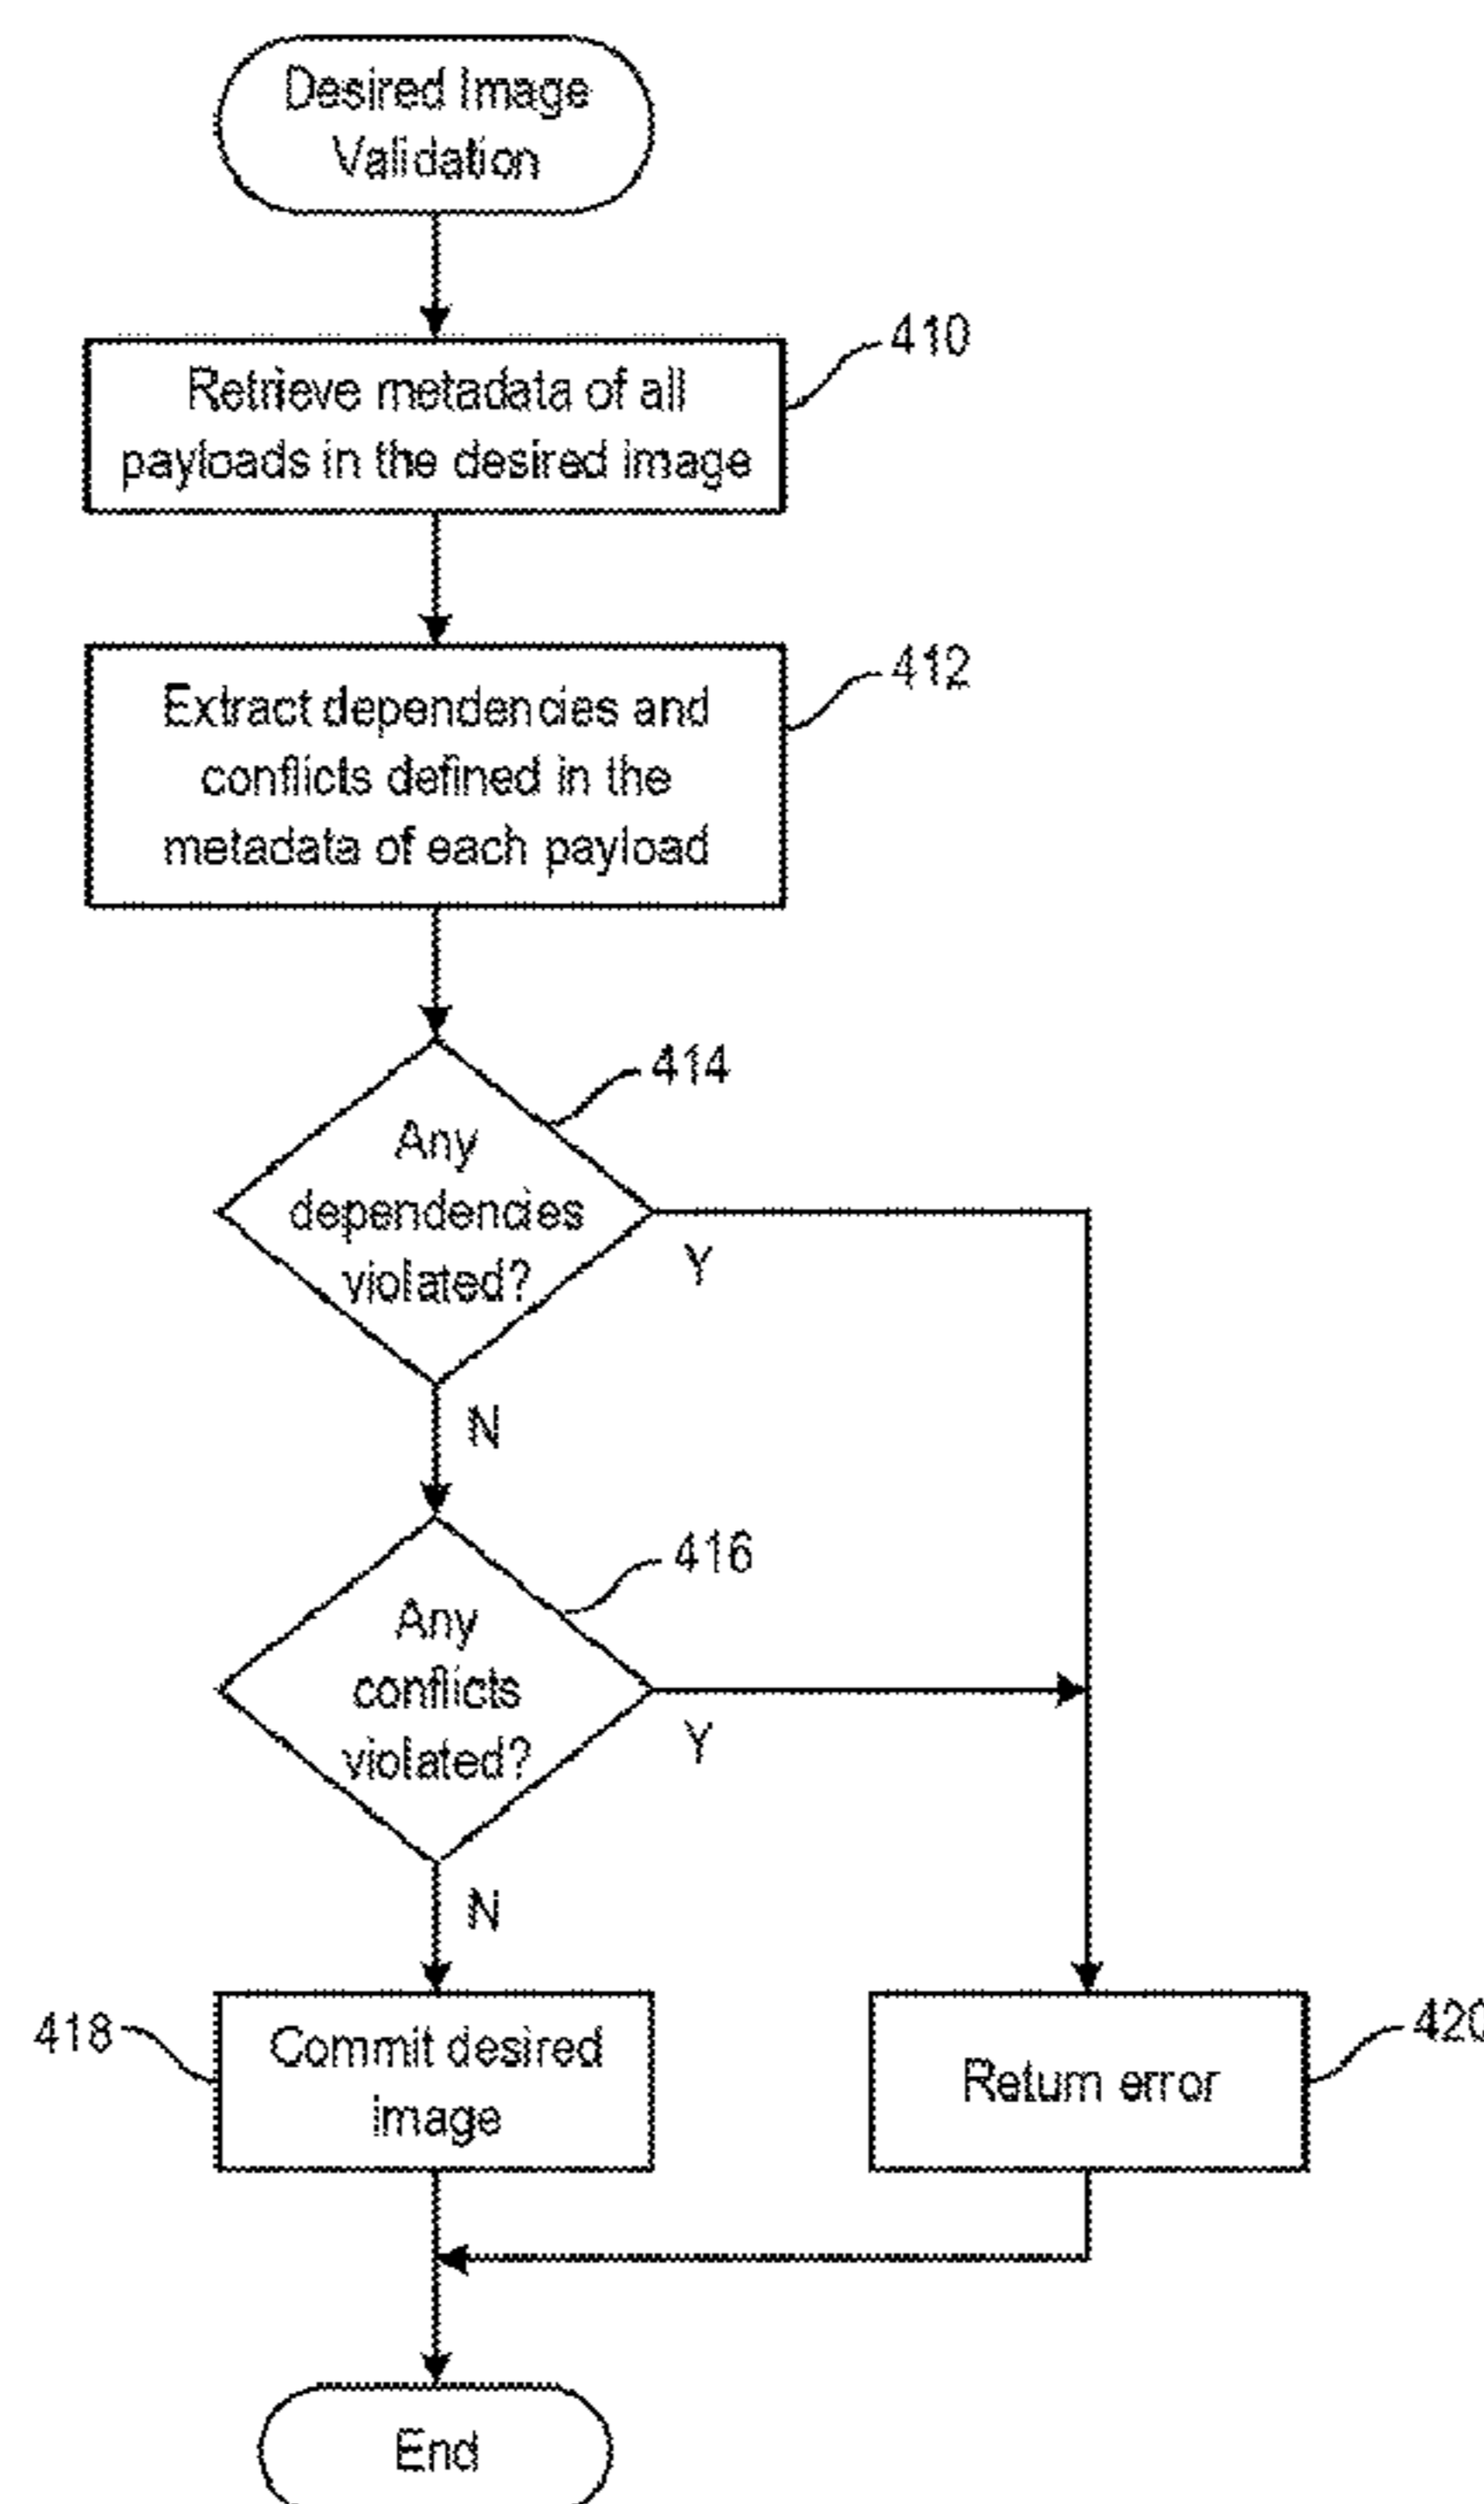 Desired Image
Validation
410
Retrieve metadata of all
payloads in the desired image
412
Extract dependencies and
conflicts defined in the
metadata of each payload
414
Any
dependencies
violated?
Y
N
416
Any
conflicts
violated?
Y
N
418
Commit desired
image
Return error
420
End